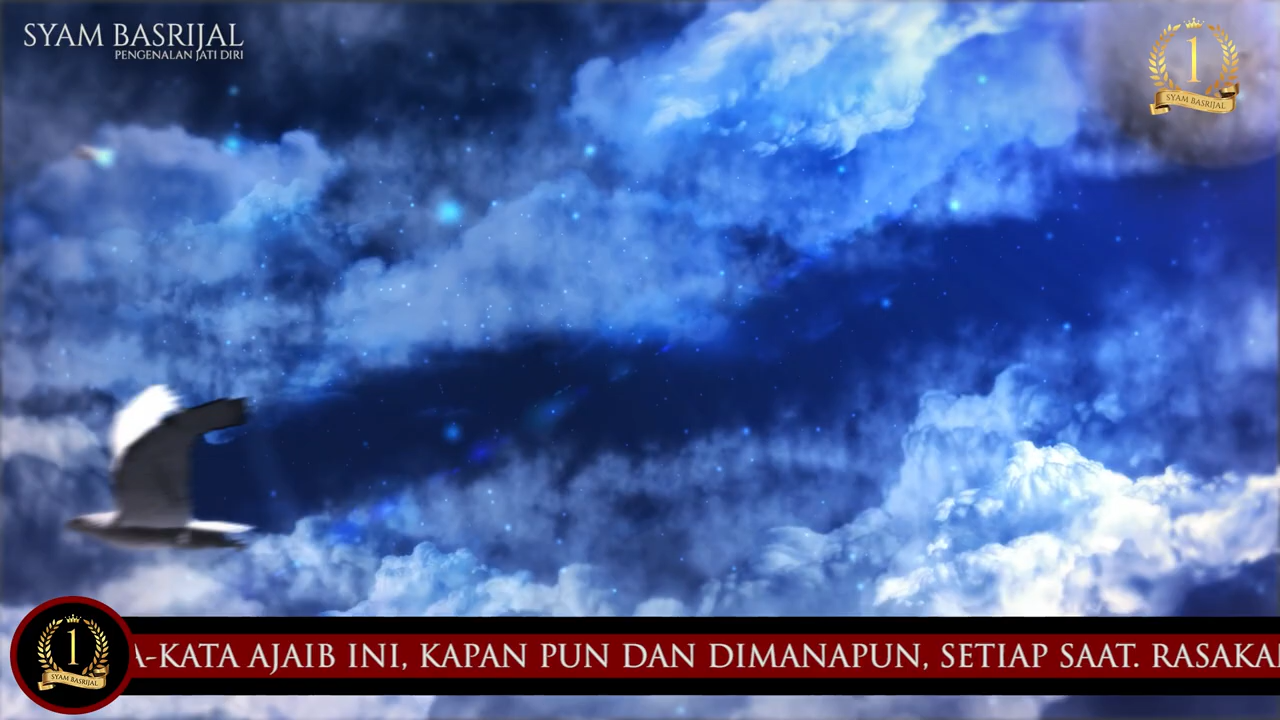 SYAM BASRIJAL
PENGENALAN JATI DIRI
1
SYAM BASRIJAL
1
SYAM BASRIJAL
A-KATA AJAIB INI, KAPAN PUN DAN DIMANAPUN, SETIAP SAAT. RASAKA